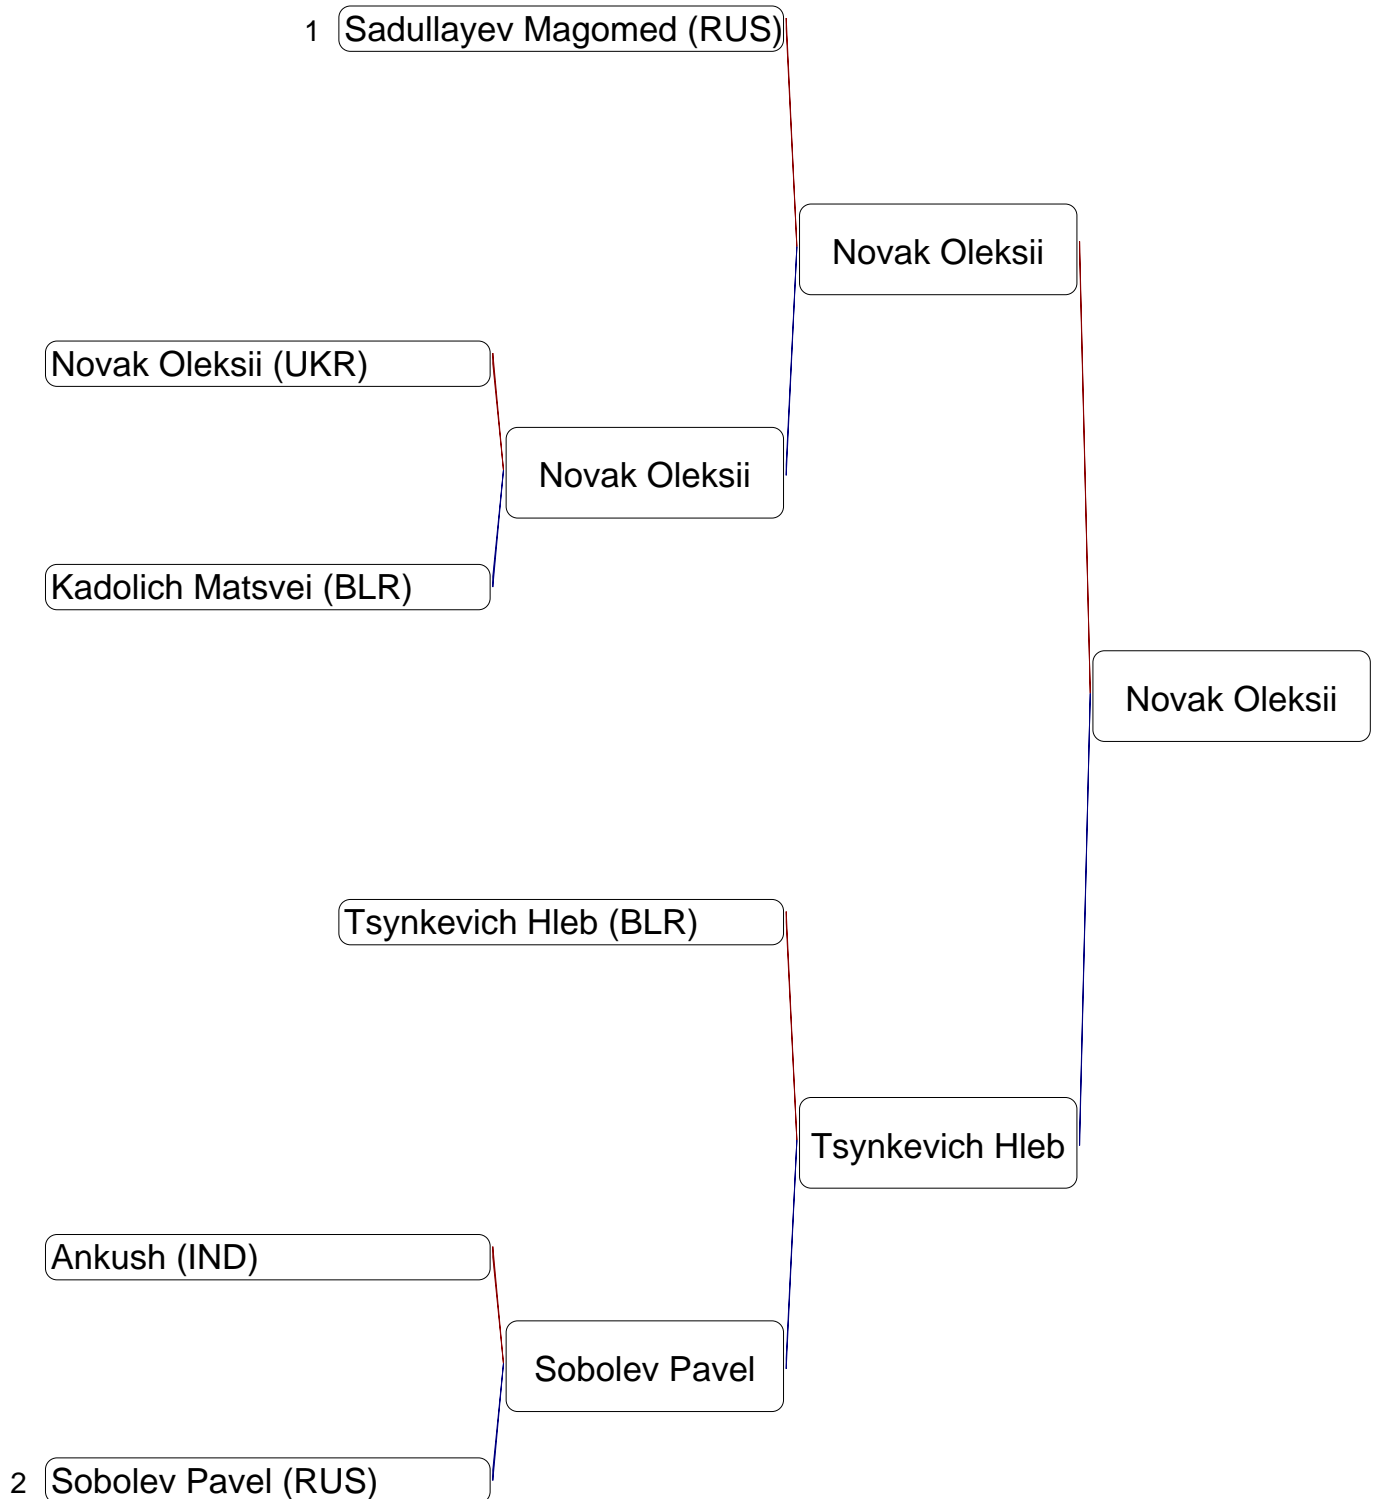 1 Sadullayev Magomed (RUS)
Novak Oleksii
Novak Oleksii (UKR)
Novak Oleksii
Kadolich Matsvei (BLR)
Novak Oleksii
Tsynkevich Hleb (BLR)
Tsynkevich Hleb
Ankush (IND)
Sobolev Pavel
2 Sobolev Pavel (RUS)